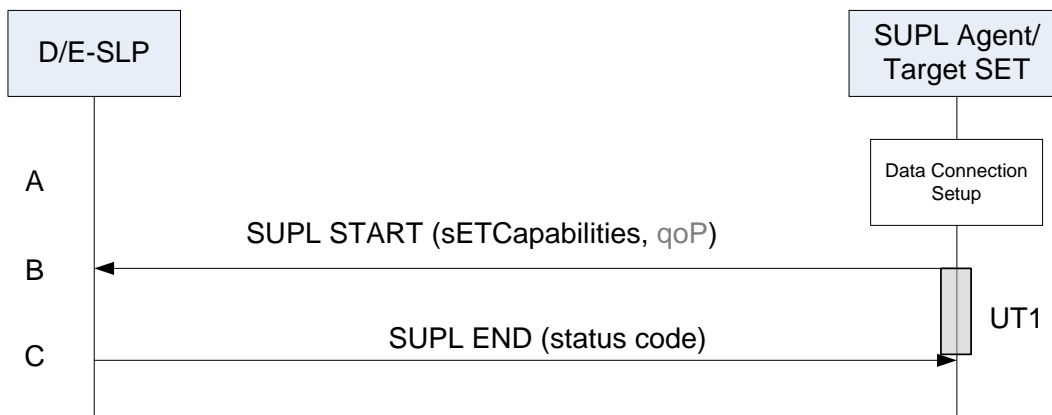 D/E-SLP
SUPL Agent/
Target SET
Data Connection
Setup
A
SUPL START (sETCapabilities, qoP)
B
UT1
SUPL END (status code)
C